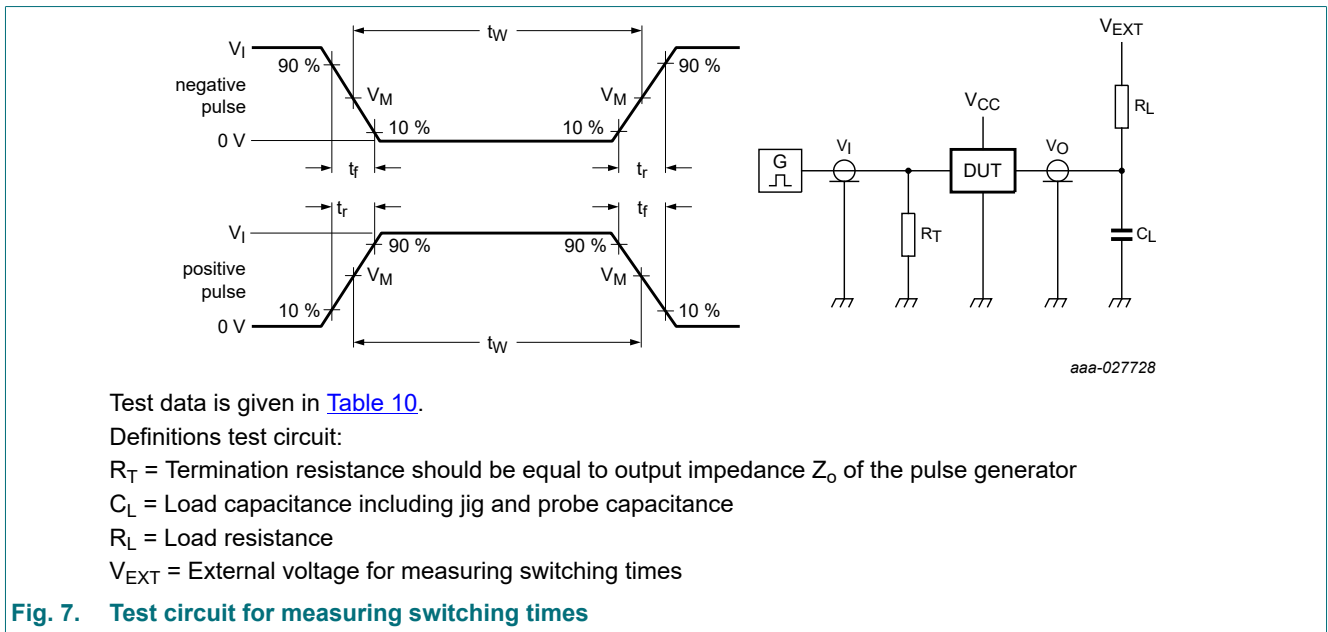 tW
VI
90 %
90 %
negative
pulse
VM
VM
10 %
10 %
0 V
tf
tr
tr
tf
VI
90 %
90 %
positive
pulse
VM
VM
10 %
10 %
0 V
tW
VEXT
RL
VCC
G
VI
DUT
VO
RT
CL
aaa-027728
Test data is given in Table 10.
Definitions test circuit:
RT = Termination resistance should be equal to output impedance Zo of the pulse generator
CL = Load capacitance including jig and probe capacitance
RL = Load resistance
VEXT = External voltage for measuring switching times
Fig. 7. Test circuit for measuring switching times